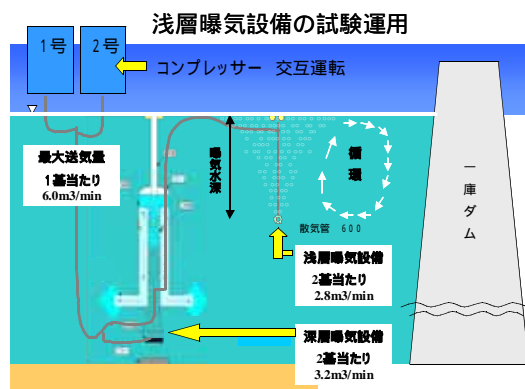 浅層曝気設備の試験運用
1号
2号
コンプレッサー 交互運転
最大送気量
1基当たり
6.0m3/min
曝気水深
循環
一庫ダム
散気管 600
浅層曝気設備
2基当たり
2.8m3/min
深層曝気設備
2基当たり
3.2m3/min